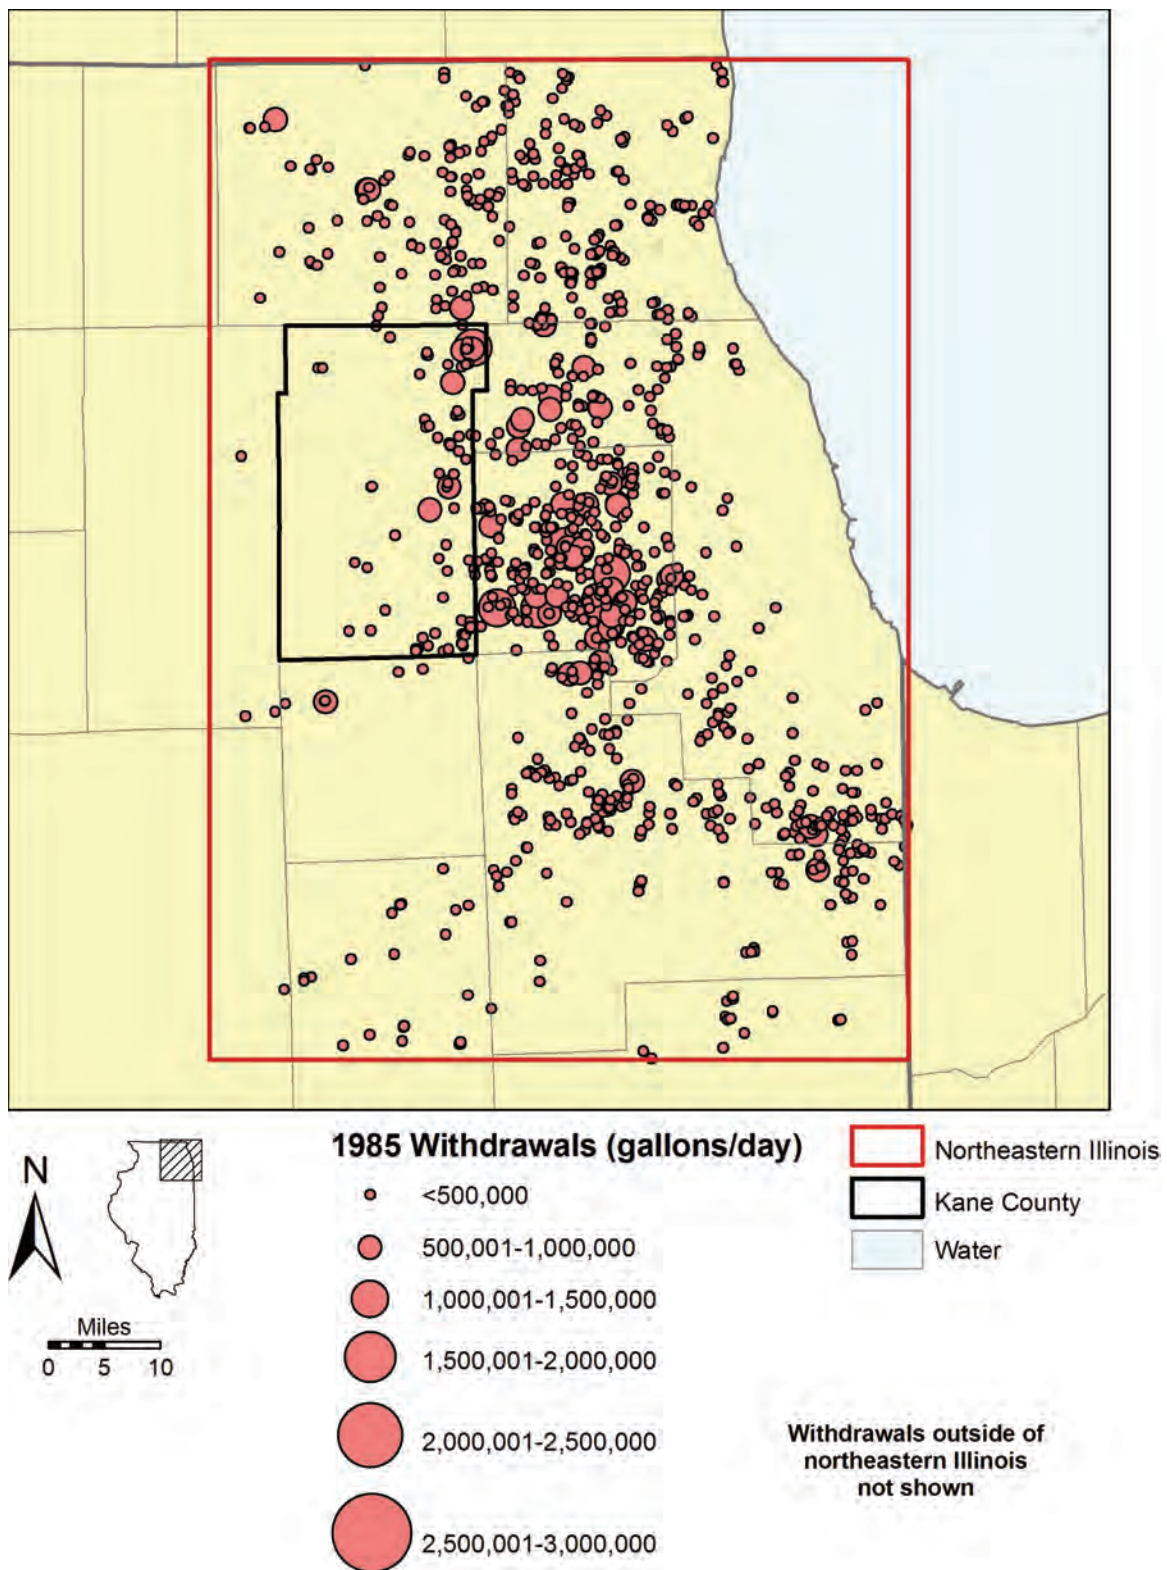 1985 Withdrawals (gallons/day)
<500,000
500,001-1,000,000
1,000,001-1,500,000
1,500,001-2,000,000
2,000,001-2,500,000
2,500,001-3,000,000
Northeastern Illinois
Kane County
Water
N
Miles
0 5 10
Withdrawals outside of
northeastern Illinois
not shown